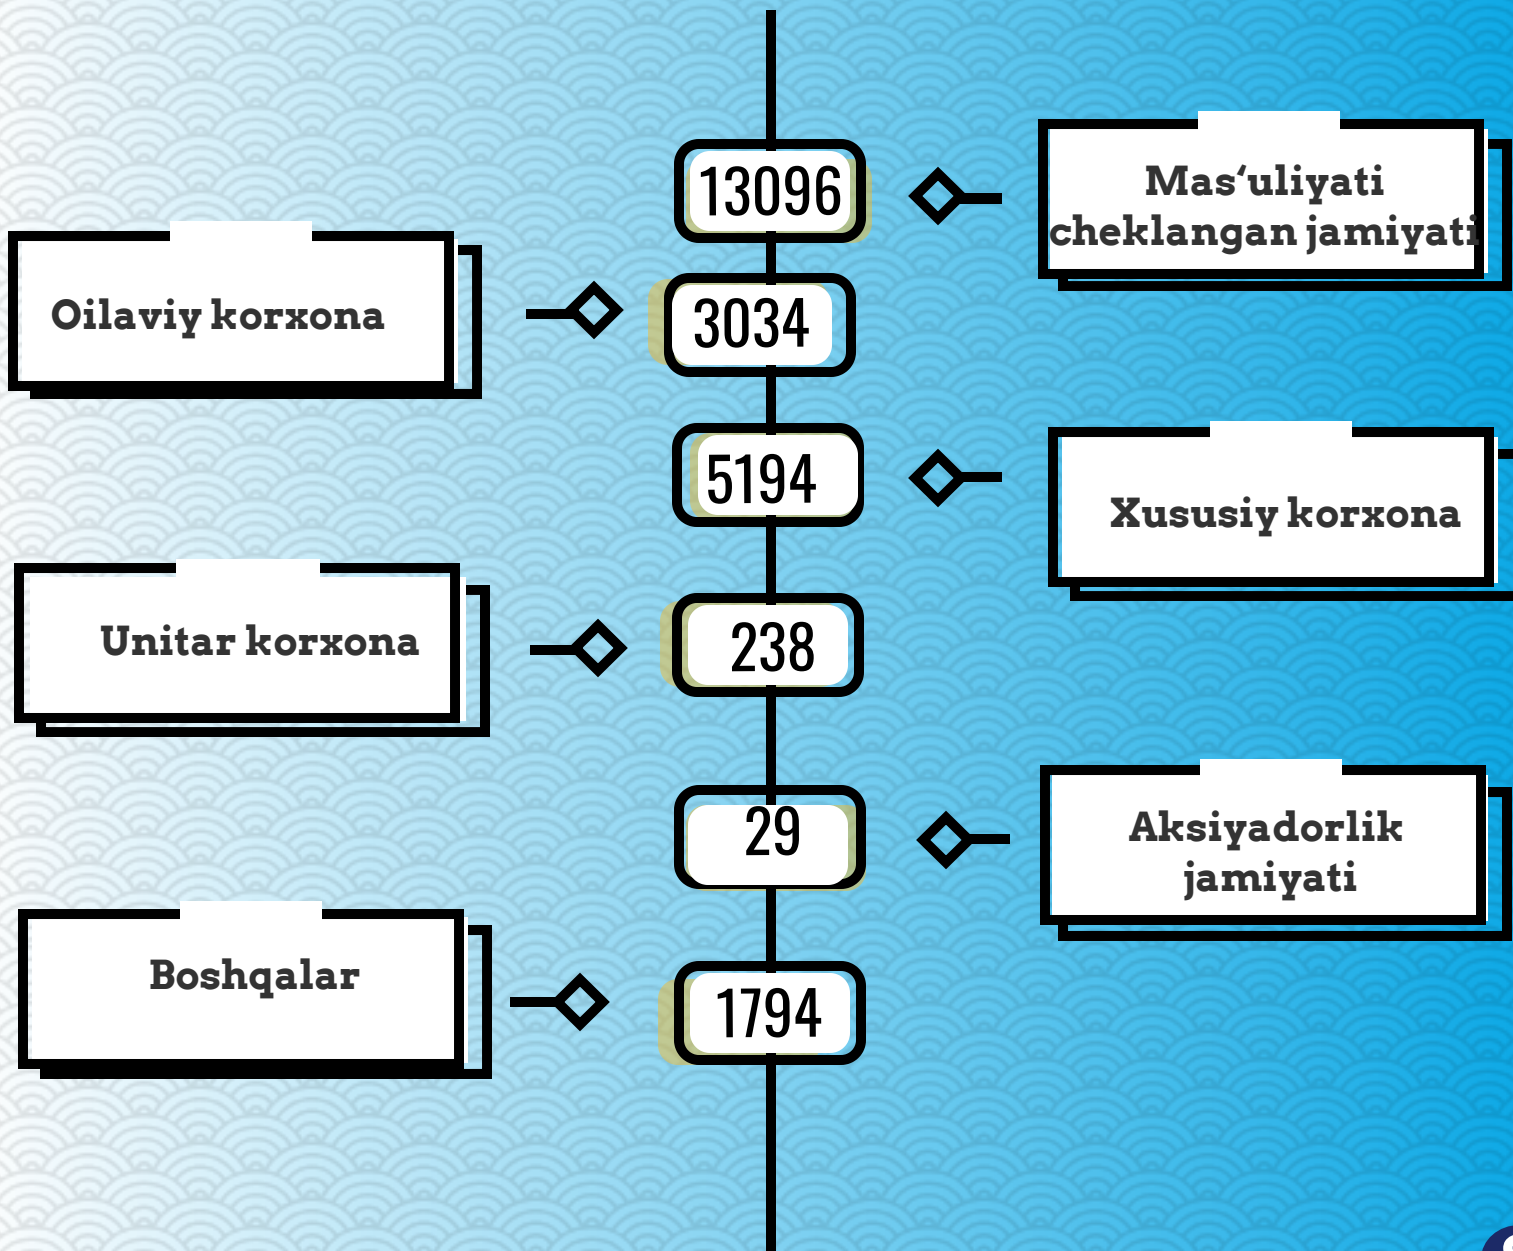 13096
Mas‘uliyati
cheklangan jamiyati
Oilaviy korxona
3034
5194
Xususiy korxona
Unitar korxona
238
29
Aksiyadorlik
jamiyati
Boshqalar
1794